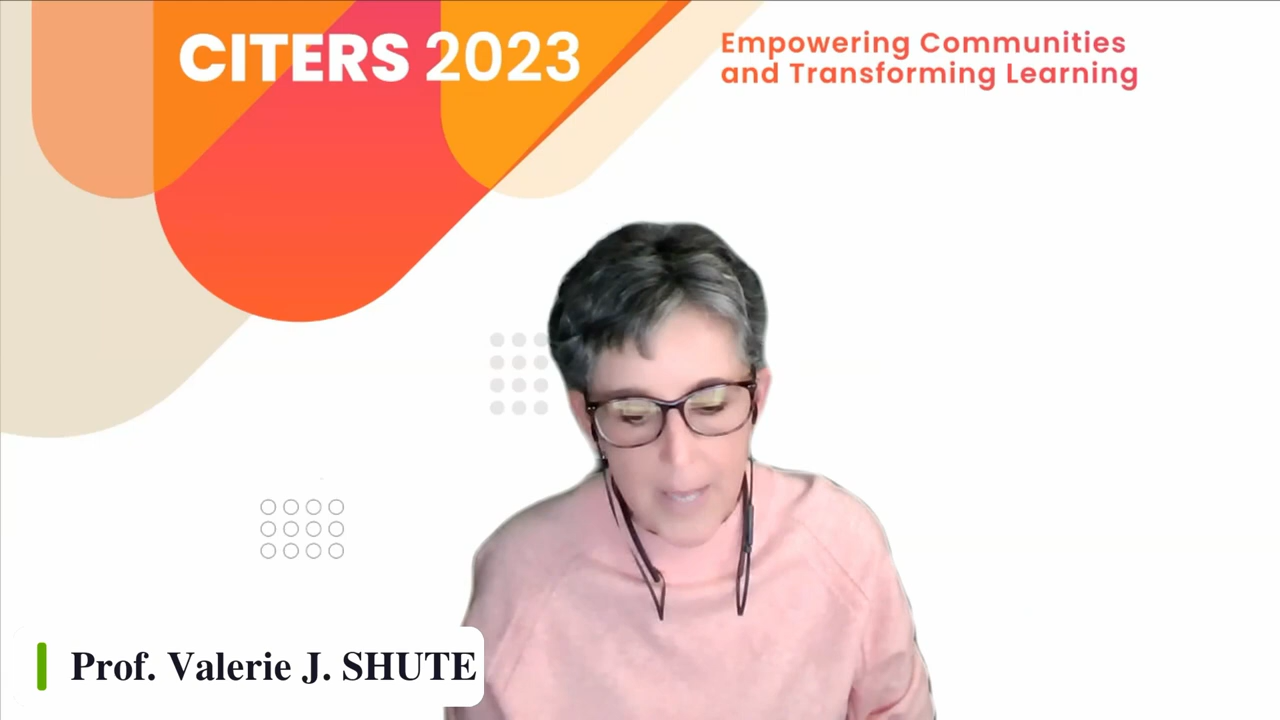 CITERS 2023
Empowering Communities
and Transforming Learning
Prof. Valerie J. SHUTE